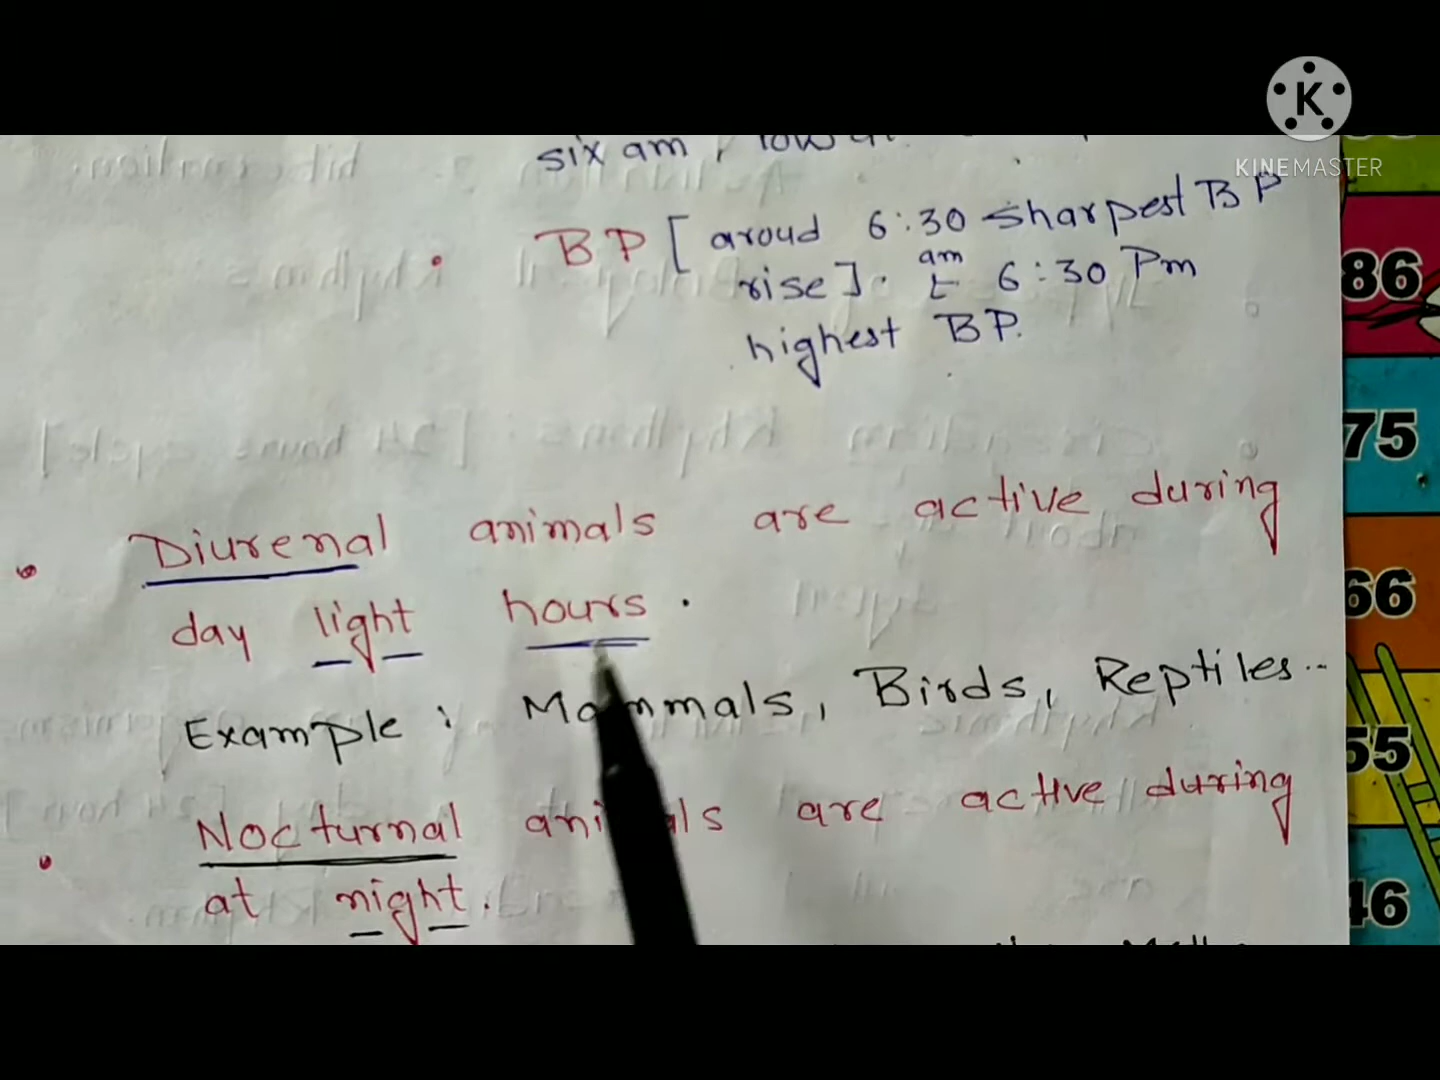 K
KINEMASTER
six am, low
BP [ aroud 6:30 sharpest BP
am
rise]. & 6:30 Pm
highest BP.
86
75
• Diurenal animals are active during
day light hours.
66
Example: Mammals, Birds, Reptiles...
55
• Nocturnal animals are active during
at night.
46